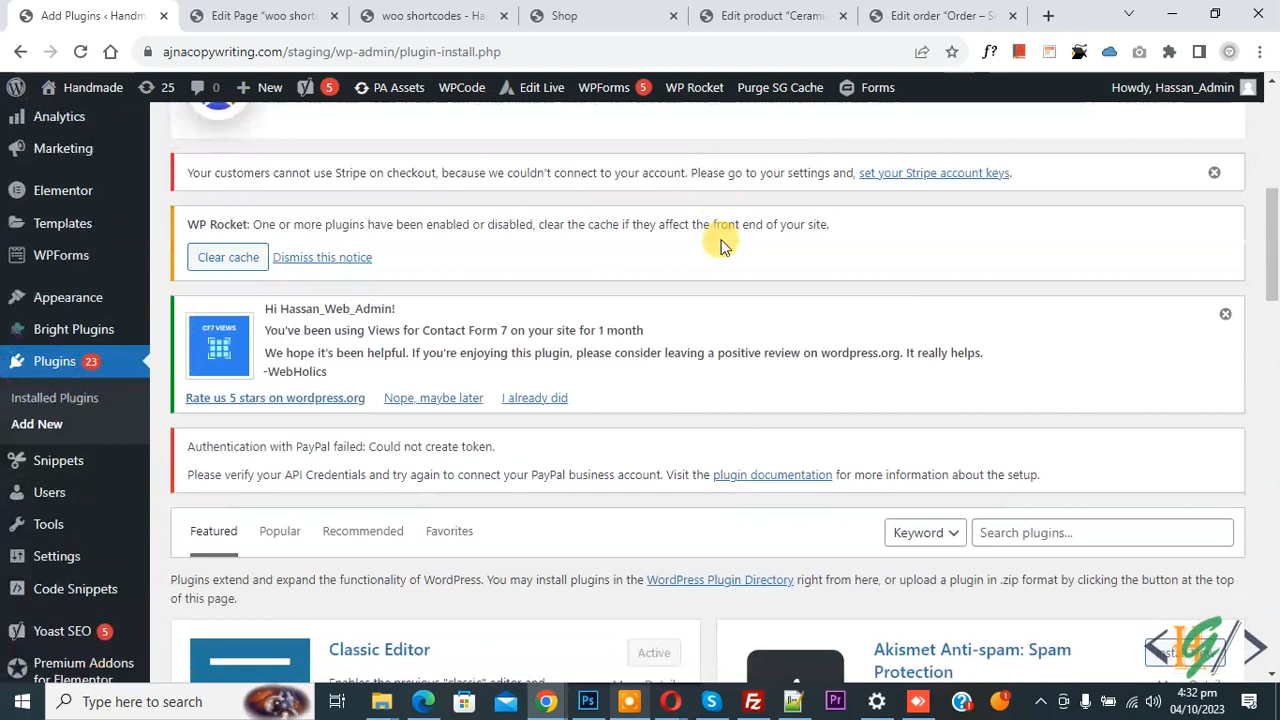 Add Plugins ‹ Handm
Edit Page "woo shortc
woo shortcodes - Ha
Shop
Edit product "Cerami
Edit order "Order – Se
ajnacopywriting.com/staging/wp-admin/plugin-install.php
f?
Handmade
25
0
New
5
PA Assets
WPCode
Edit Live
WPForms
5
WP Rocket
Purge SG Cache
Forms
Howdy, Hassan_Admin
Analytics
Marketing
Elementor
Templates
WPForms
Appearance
Bright Plugins
Plugins 23
Installed Plugins
Add New
Snippets
Users
Tools
Settings
Code Snippets
Yoast SEO 5
Premium Addons
for Elementor
Your customers cannot use Stripe on checkout, because we couldn't connect to your account. Please go to your settings and, set your Stripe account keys.
WP Rocket: One or more plugins have been enabled or disabled, clear the cache if they affect the front end of your site.
Clear cache
Dismiss this notice
CF7 VIEWS
Hi Hassan_Web_Admin!
You've been using Views for Contact Form 7 on your site for 1 month
We hope it's been helpful. If you're enjoying this plugin, please consider leaving a positive review on wordpress.org. It really helps.
-WebHolics
Rate us 5 stars on wordpress.org
Nope, maybe later
I already did
Authentication with PayPal failed: Could not create token.
Please verify your API Credentials and try again to connect your PayPal business account. Visit the plugin documentation for more information about the setup.
Featured
Popular
Recommended
Favorites
Keyword
Search plugins...
Plugins extend and expand the functionality of WordPress. You may install plugins in the WordPress Plugin Directory right from here, or upload a plugin in .zip format by clicking the button at the top
of this page.
Classic Editor
Active
Akismet Anti-spam: Spam
Protection
Type here to search
Ps
Fz
Pr
1
4:32 pm
04/10/2023